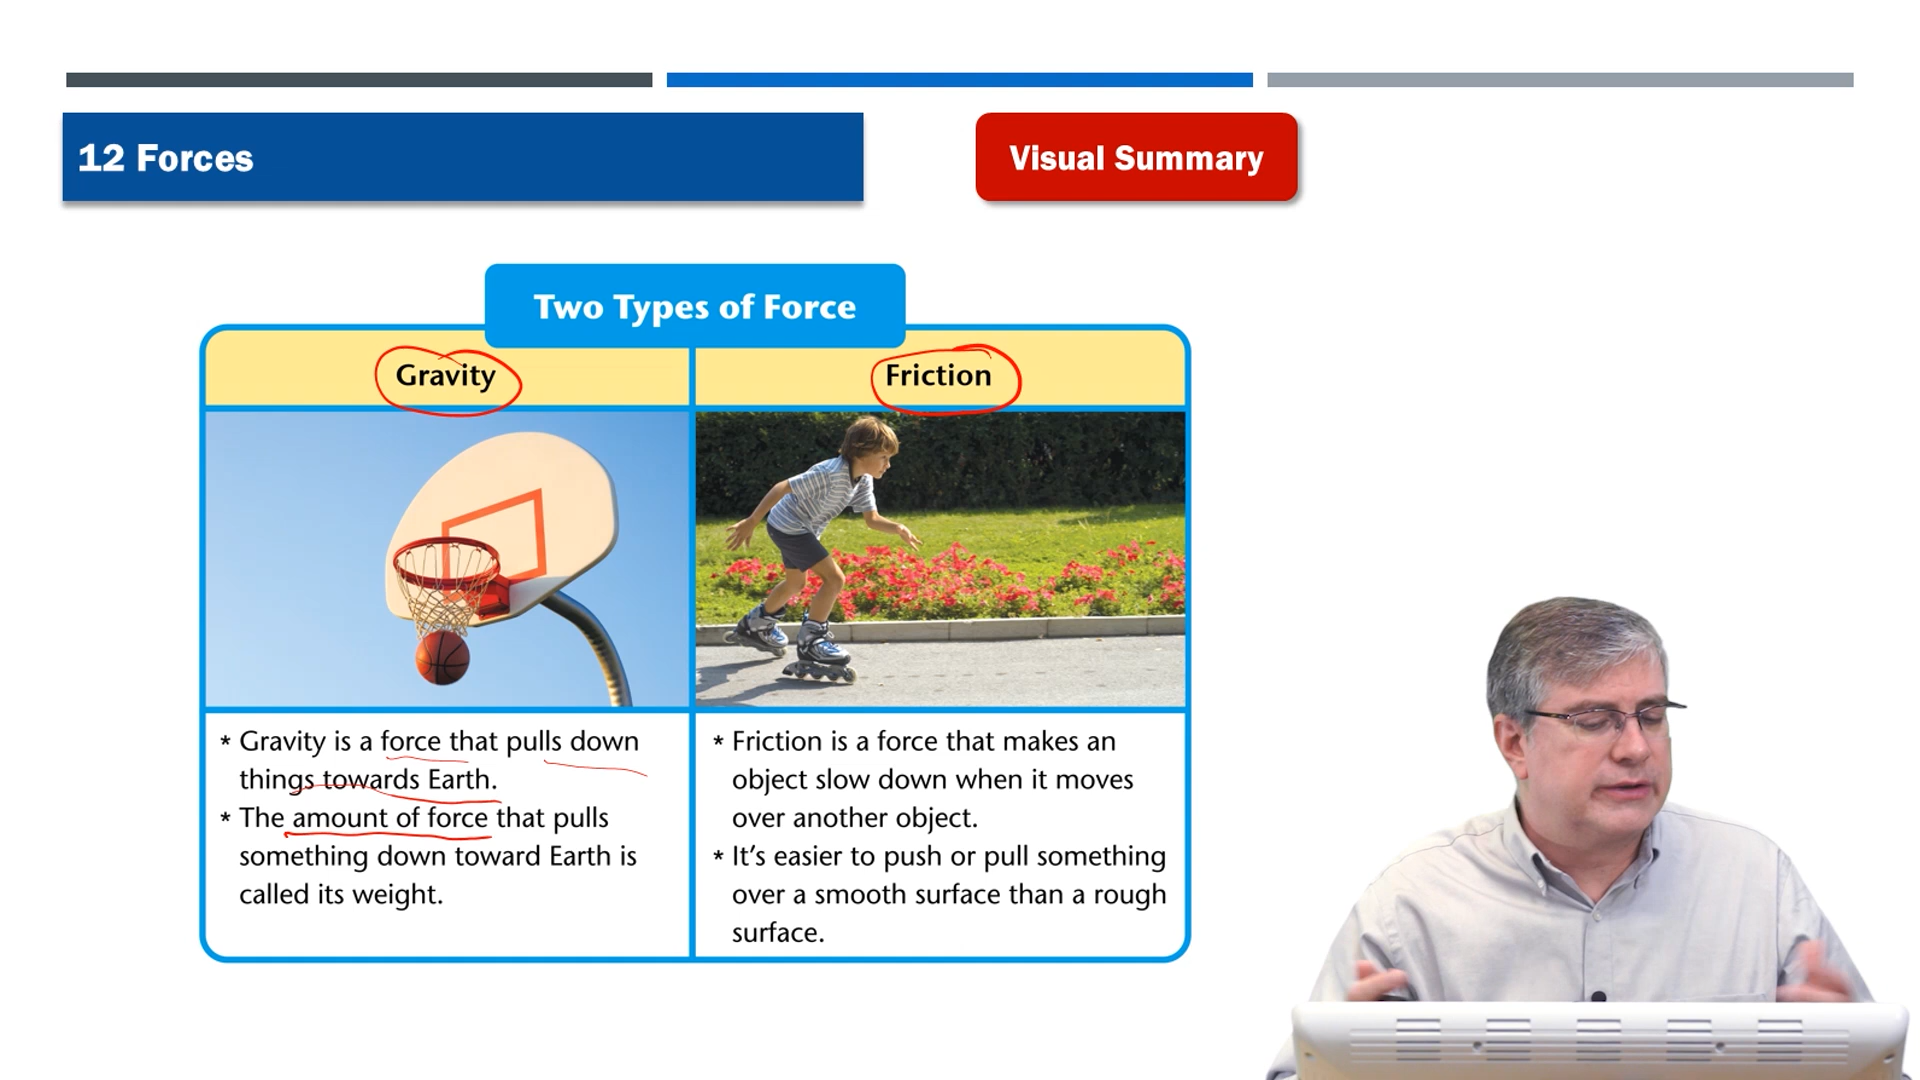 12 Forces
Visual Summary
Two Types of Force
Gravity
Friction
* Gravity is a force that pulls down
things towards Earth.
* The amount of force that pulls
something down toward Earth is
called its weight.
* Friction is a force that makes an
object slow down when it moves
over another object.
* It’s easier to push or pull something
over a smooth surface than a rough
surface.